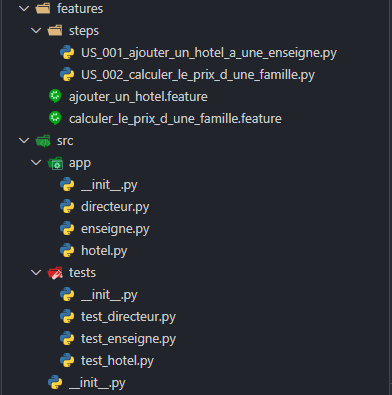 features
steps
US_001_ajouter_un_hotel_a_une_enseigne.py
US_002_calculer_le_prix_d_une_famille.py
ajouter_un_hotel.feature
calculer_le_prix_d_une_famille.feature
src
app
__init__.py
directeur.py
enseigne.py
hotel.py
tests
__init__.py
test_directeur.py
test_enseigne.py
test_hotel.py
__init__.py